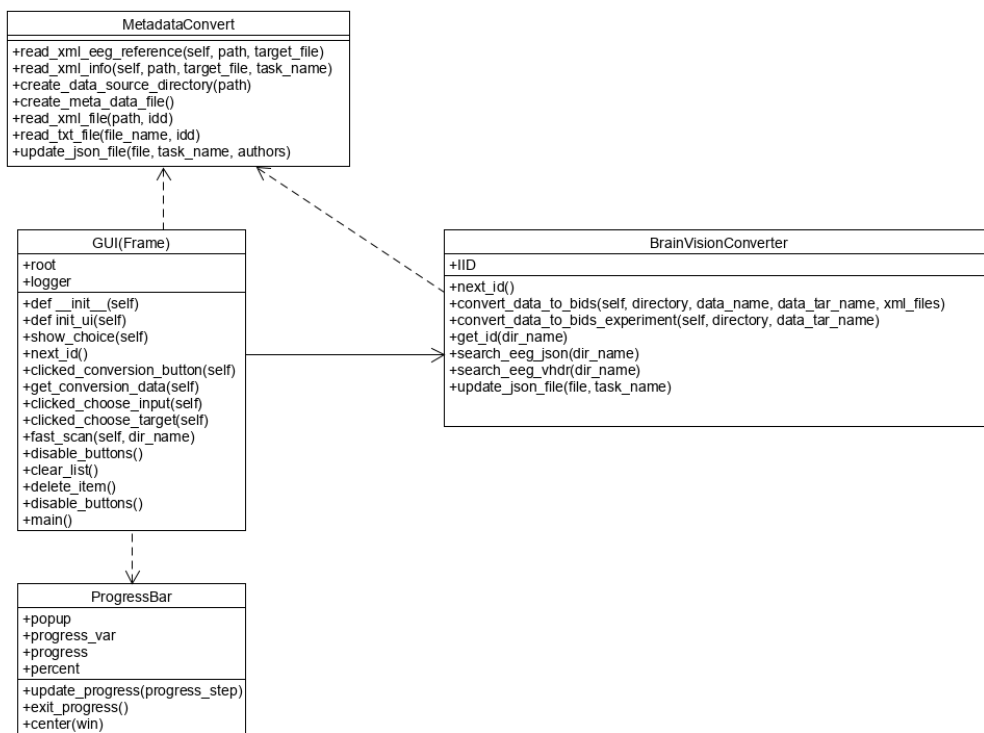 MetadataConvert
+read_xml_eeg_reference(self, path, target_file)
+read_xml_info(self, path, target_file, task_name)
+create_data_source_directory(path)
+create_meta_data_file()
+read_xml_file(path, idd)
+read_txt_file(file_name, idd)
+update_json_file(file, task_name, authors)
GUI(Frame)
+root
+logger
+def __init__(self)
+def init_ui(self)
+show_choice(self)
+next_id()
+clicked_conversion_button(self)
+get_conversion_data(self)
+clicked_choose_input(self)
+clicked_choose_target(self)
+fast_scan(self, dir_name)
+disable_buttons()
+clear_list()
+delete_item()
+disable_buttons()
+main()
BrainVisionConverter
+IID
+next_id()
+convert_data_to_bids(self, directory, data_name, data_tar_name, xml_files)
+convert_data_to_bids_experiment(self, directory, data_tar_name)
+get_id(dir_name)
+search_eeg_json(dir_name)
+search_eeg_vhdr(dir_name)
+update_json_file(file, task_name)
ProgressBar
+popup
+progress_var
+progress
+percent
+update_progress(progress_step)
+exit_progress()
+center(win)